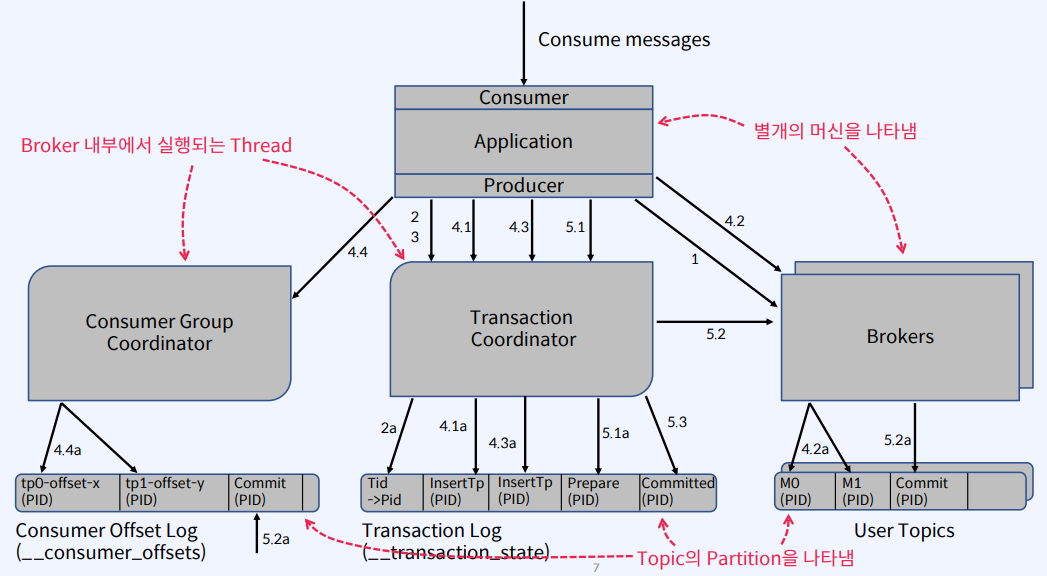 Consume messages
Consumer
Application
Producer
Broker 내부에서 실행되는 Thread
별개의 머신을 나타냄
2
3
4.1
4.3
5.1
4.2
4.4
1
Consumer Group
Coordinator
Transaction
Coordinator
5.2
Brokers
4.4a
2a
4.1a
4.3a
5.1a
5.3
4.2a
5.2a
tp0-offset-x
(PID)
tp1-offset-y
(PID)
Commit
(PID)
Tid
->Pid
InsertTp
(PID)
InsertTp
(PID)
Prepare
(PID)
Committed
(PID)
M0
(PID)
M1
(PID)
Commit
(PID)
Consumer Offset Log
(__consumer_offsets)
5.2a
Transaction Log
(__transaction_state)
User Topics
Topic의 Partition을 나타냄
7